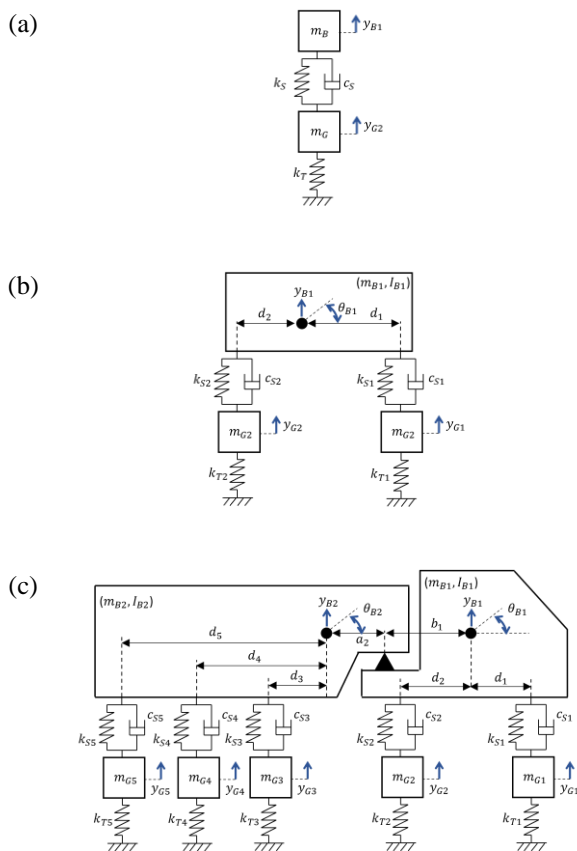 (a)
m_B y_B1
k_S c_S
m_G y_G2
k_T
(b)
(m_B1, I_B1)
y_B1 θ_B1
d_2 d_1
k_S2 c_S2 k_S1 c_S1
m_G2 y_G2 m_G2 y_G1
k_T2 k_T1
(c)
(m_B2, I_B2) (m_B1, I_B1)
y_B2 θ_B2 y_B1 θ_B1
d_5 a_2 b_1
d_4
d_3 d_2 d_1
k_S5 c_S5 k_S4 c_S4 k_S3 c_S3 k_S2 c_S2 k_S1 c_S1
m_G5 m_G4 m_G3 m_G2 m_G1
y_G5 y_G4 y_G3 y_G2 y_G1
k_T5 k_T4 k_T3 k_T2 k_T1